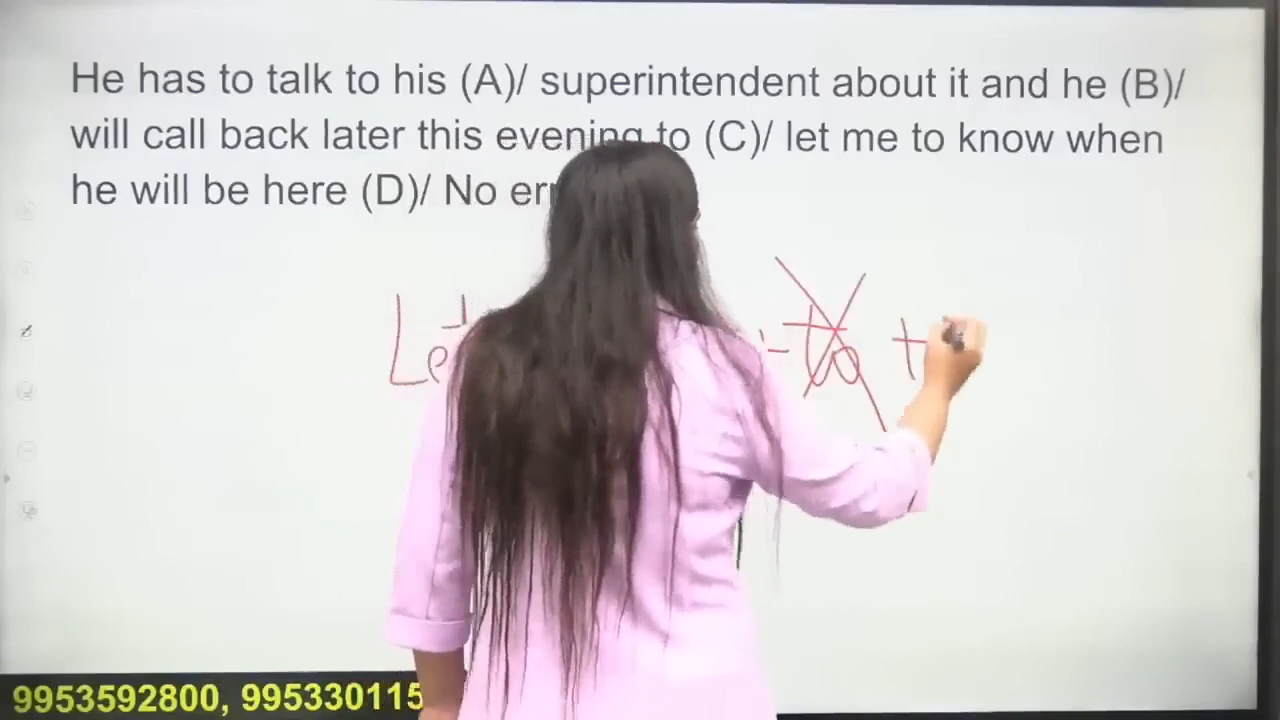 He has to talk to his (A)/ superintendent about it and he (B)/
will call back later this evening to (C)/ let me to know when
he will be here (D)/ No
to
9953592800, 995330115